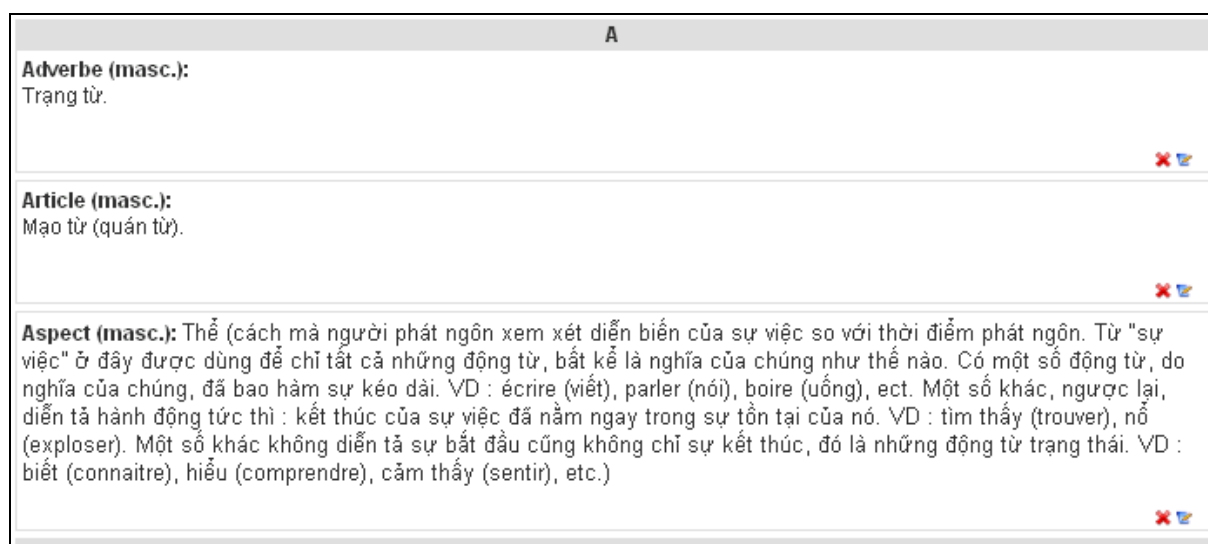 A
Adverbe (masc.):
Trạng từ.
Article (masc.):
Mạo từ (quán từ).
Aspect (masc.): Thể (cách mà người phát ngôn xem xét diễn biến của sự việc so với thời điểm phát ngôn. Từ "sự
việc" ở đây được dùng để chỉ tất cả những động từ, bất kể là nghĩa của chúng như thế nào. Có một số động từ, do
nghĩa của chúng, đã bao hàm sự kéo dài. VD : écrire (viết), parler (nói), boire (uống), ect. Một số khác, ngược lại,
diễn tả hành động tức thì : kết thúc của sự việc đã nằm ngay trong sự tồn tại của nó. VD : tìm thấy (trouver), nổ
(exploser). Một số khác không diễn tả sự bắt đầu cũng không chỉ sự kết thúc, đó là những động từ trạng thái. VD :
biết (connaitre), hiểu (comprendre), cảm thấy (sentir), etc.)